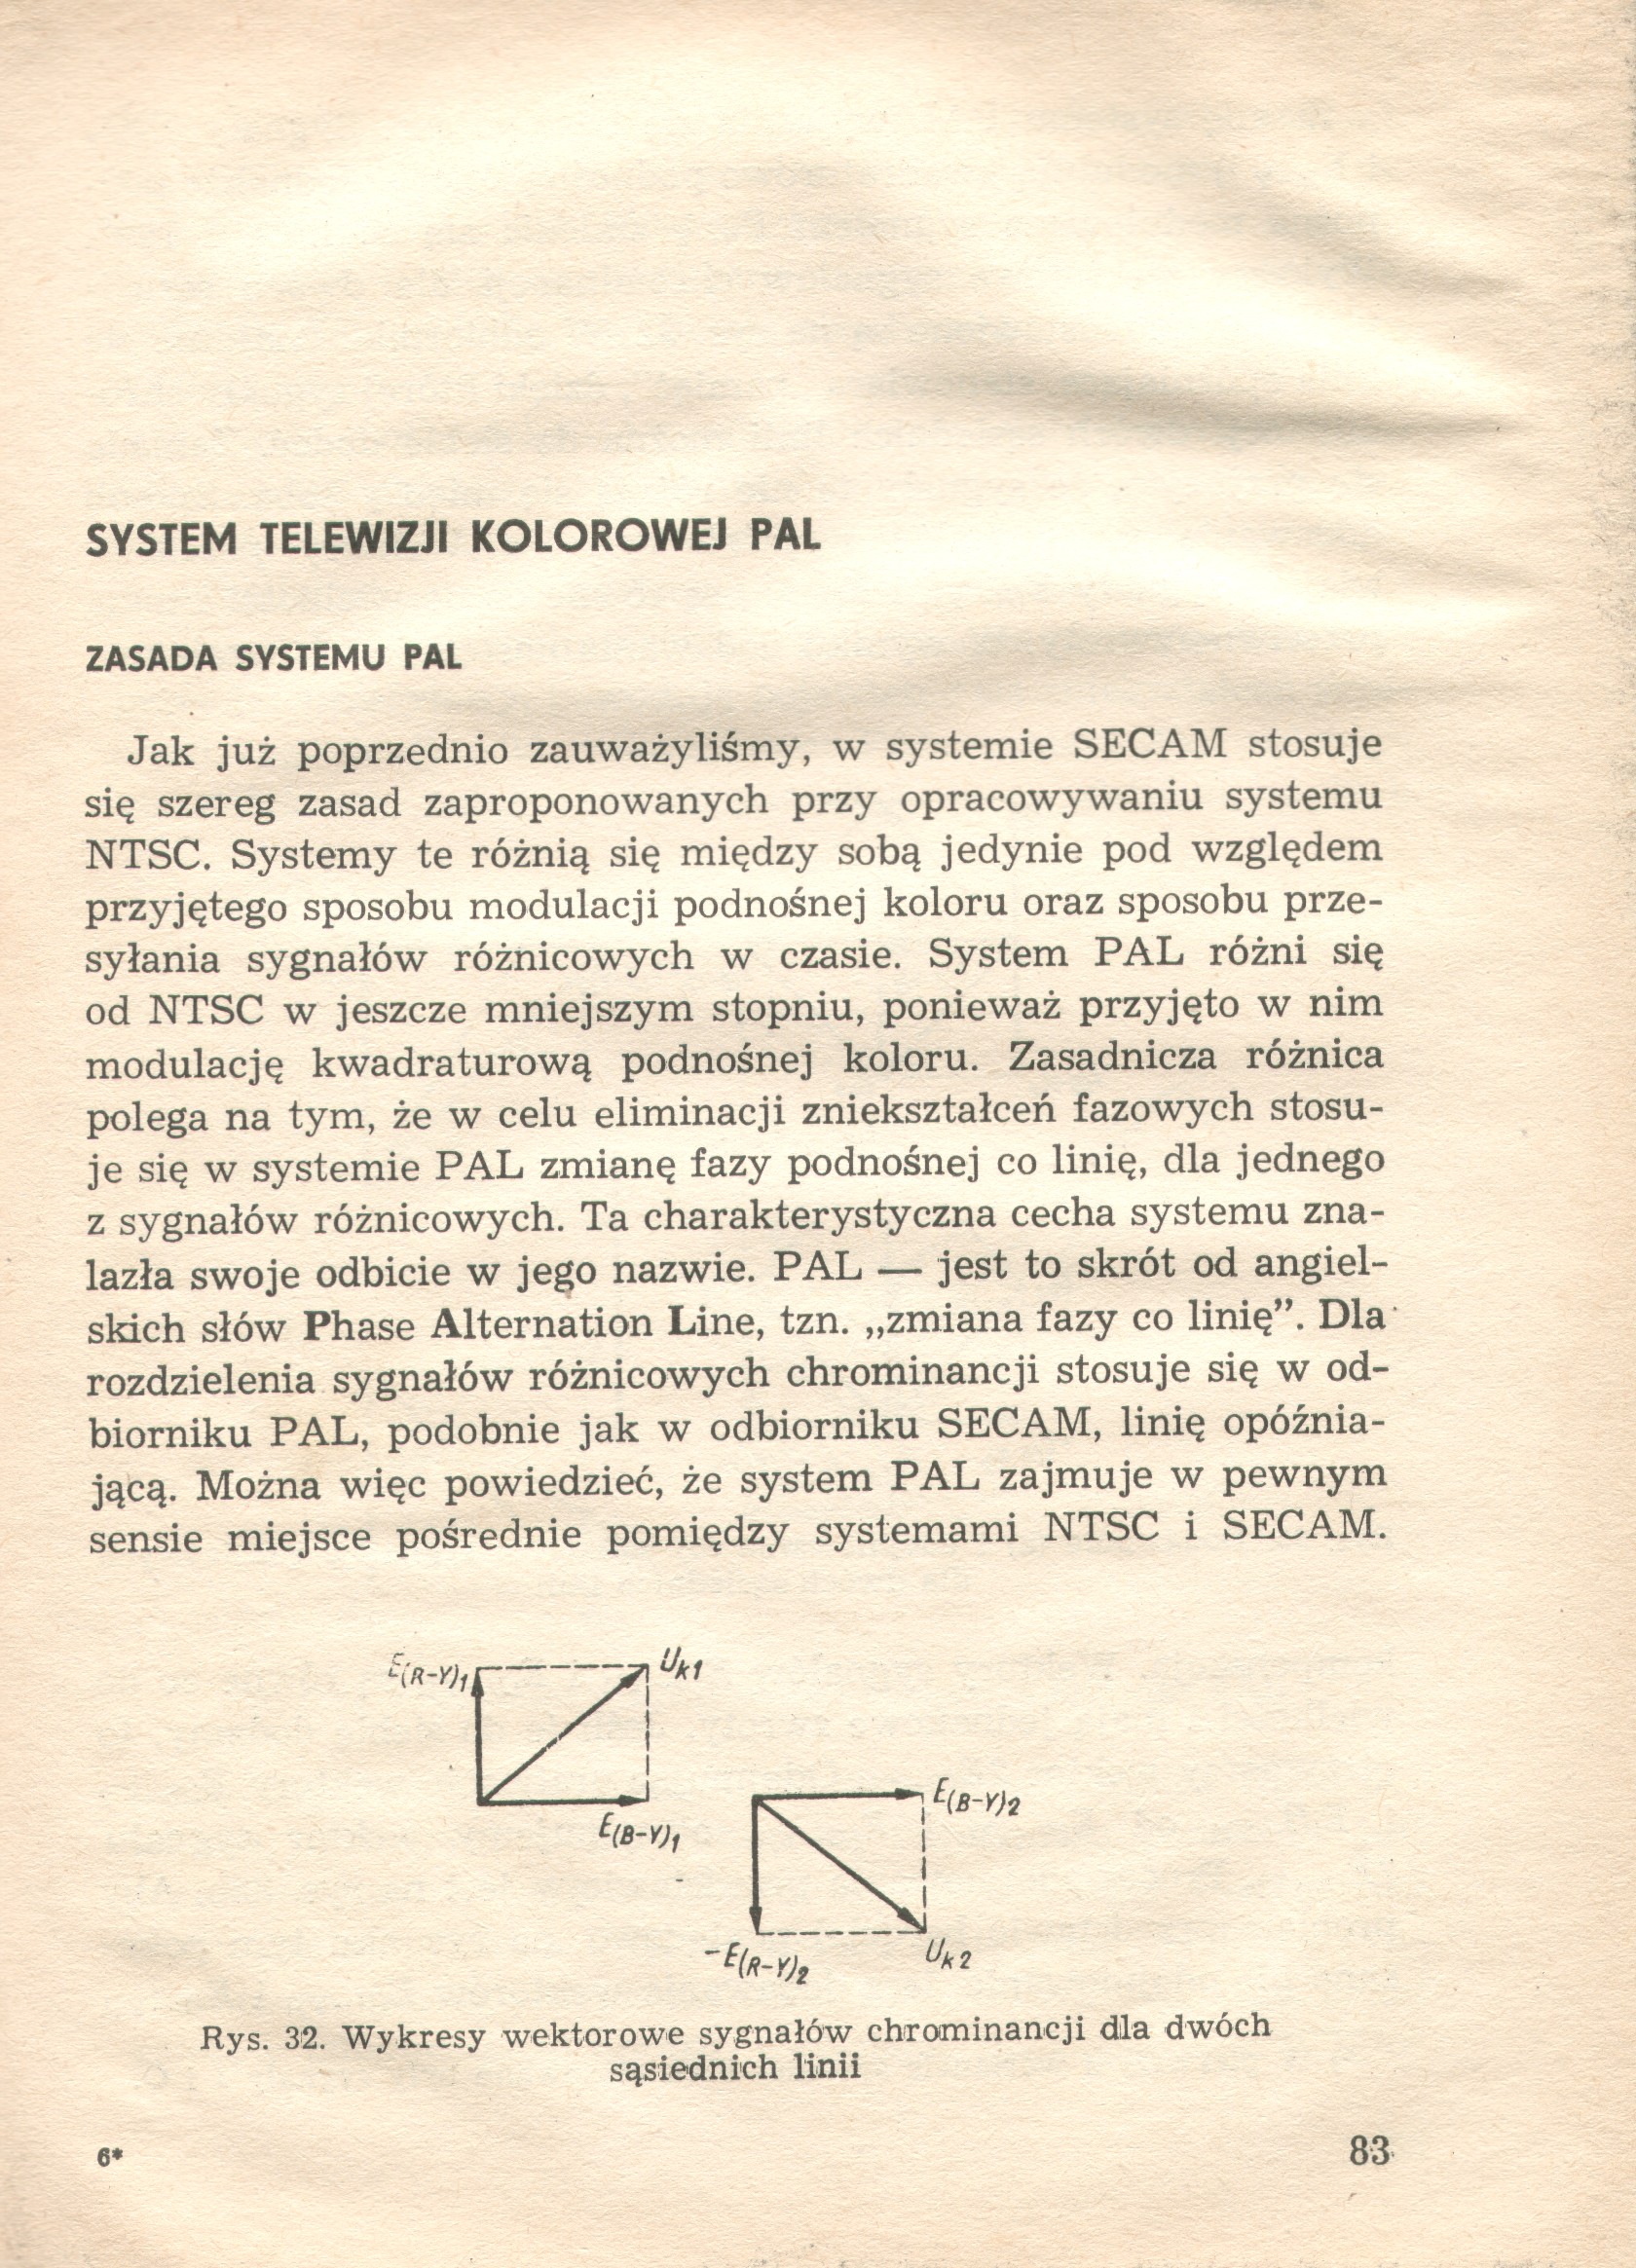 SYSTEM TELEWIZJI KOLOROWEJ PAL
ZASADA SYSTEMU PAL
Jak już poprzednio zauważyliśmy, w systemie SECAM stosuje
się szereg zasad zaproponowanych przy opracowywaniu systemu
NTSC. Systemy te różnią się między sobą jedynie pod względem
przyjętego sposobu modulacji podnośnej koloru oraz sposobu prze-
syłania sygnałów różnicowych w czasie. System PAL różni się
od NTSC w jeszcze mniejszym stopniu, ponieważ przyjęto w nim
modulację kwadraturową podnośnej koloru. Zasadnicza różnica
polega na tym, że w celu eliminacji zniekształceń fazowych stosu-
je się w systemie PAL zmianę fazy podnośnej co linię, dla jednego
z sygnałów różnicowych. Ta charakterystyczna cecha systemu zna-
lazła swoje odbicie w jego nazwie. PAL — jest to skrót od angiel-
skich słów Phase Alternation Line, tzn. „zmiana fazy co linię”. Dla
rozdzielenia sygnałów różnicowych chrominancji stosuje się w od-
biorniku PAL, podobnie jak w odbiorniku SECAM, linię opóźnia-
jącą. Można więc powiedzieć, że system PAL zajmuje w pewnym
sensie miejsce pośrednie pomiędzy systemami NTSC i SECAM.
E(R-Y)1
Uk1
E(B-Y)1
E(B-Y)2
-E(R-Y)2
Uk2
Rys. 32. Wykresy wektorowe sygnałów chrominancji dla dwóch
sąsiednich linii
6*
83